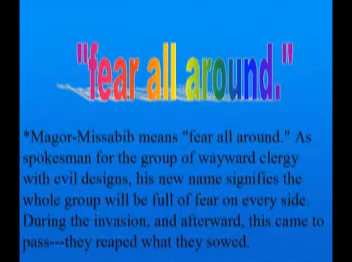 "fear all around."
*Magor-Missabib means "fear all around." As
spokesman for the group of wayward clergy
with evil designs, his new name signifies the
whole group will be full of fear on every side.
During the invasion, and afterward, this came to
pass---they reaped what they sowed.